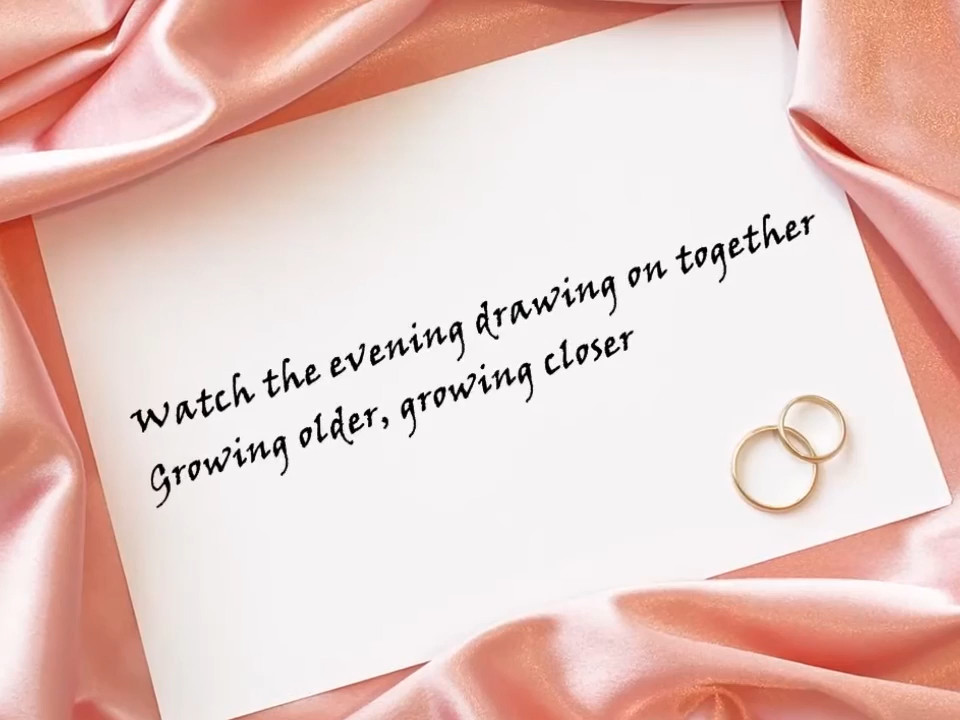 Watch the evening drawing on together
Growing older, growing closer